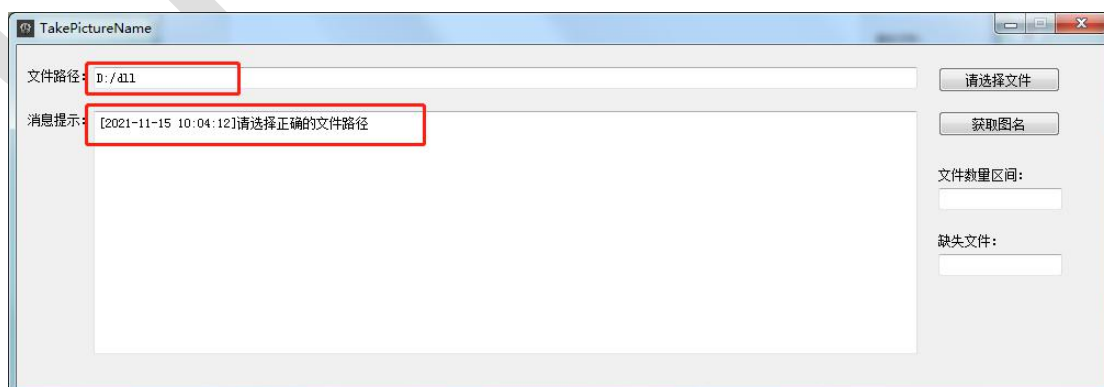 TakePictureName
文件路径: D:/dll
请选择文件
消息提示: [2021-11-15 10:04:12]请选择正确的文件路径
获取图名
文件数量区间:
缺失文件: